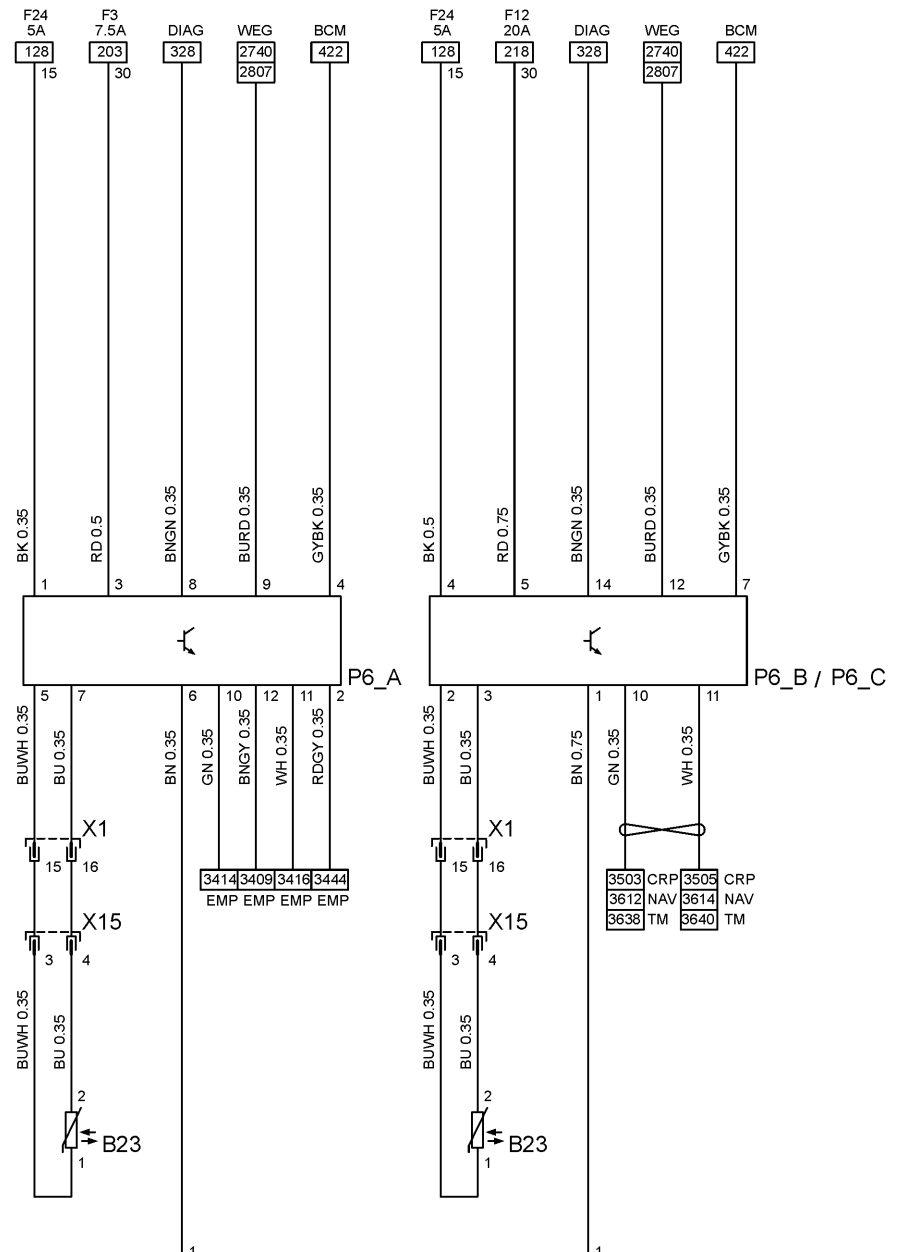 F24 F3 F24 F12
5A 7.5A DIAG WEG BCM 5A 20A DIAG WEG BCM
128 203 328 2740 422 128 218 328 2740 422
15 30 2807 15 30 2807
BK 0.35 RD 0.5 BNGN 0.35 BURD 0.35 GYBK 0.35 BK 0.5 RD 0.75 BNGN 0.35 BURD 0.35 GYBK 0.35
1 3 8 9 4 4 5 14 12 7
P6_A P6_B / P6_C
5 7 6 10 12 11 2 2 3 1 10 11
BUWH 0.35 BU 0.35 BN 0.35 GN 0.35 BNGY 0.35 WH 0.35 RDGY 0.35 BUWH 0.35 BU 0.35 BN 0.75 GN 0.35 WH 0.35
X1 X1
15 16 15 16
3414 3409 3416 3444 3503 CRP 3505 CRP
EMP EMP EMP EMP 3612 NAV 3614 NAV
X15 3638 TM X15 3640 TM
3 4 3 4
BUWH 0.35 BU 0.35 BUWH 0.35 BU 0.35
2 2
B23 B23
1 1
1 1